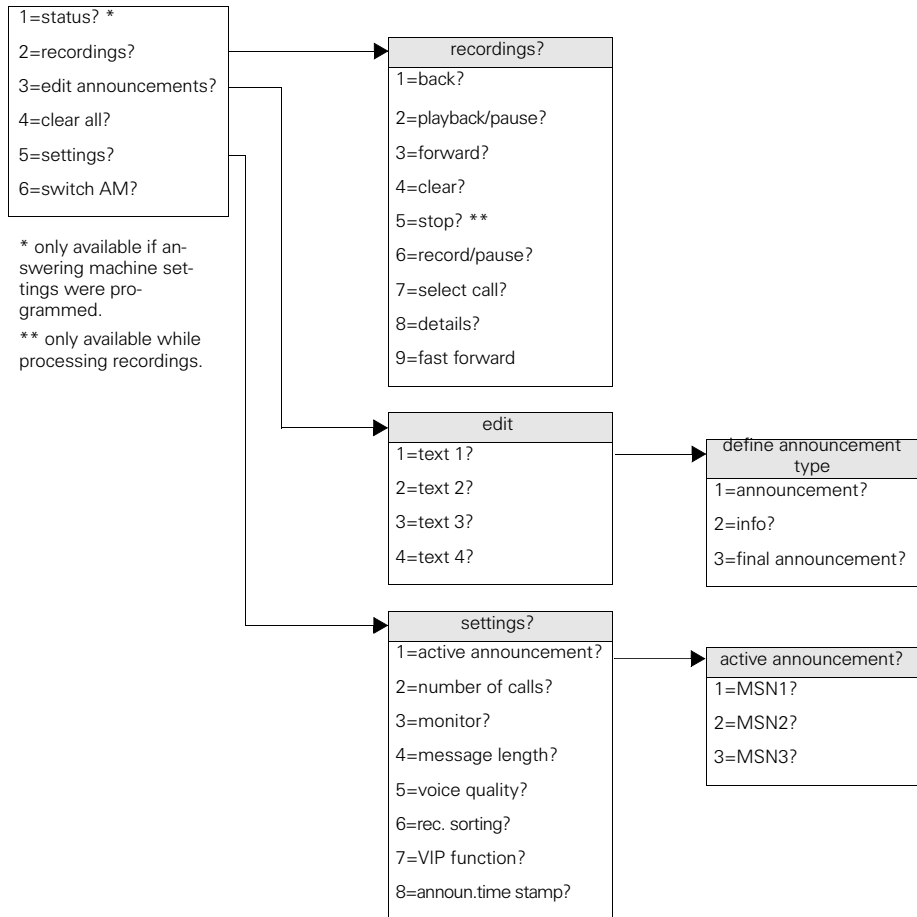 1=status? *
2=recordings?
3=edit announcements?
4=clear all?
5=settings?
6=switch AM?
* only available if an-
swering machine set-
tings were pro-
grammed.
** only available while
processing recordings.
recordings?
1=back?
2=playback/pause?
3=forward?
4=clear?
5=stop? **
6=record/pause?
7=select call?
8=details?
9=fast forward
edit
1=text 1?
2=text 2?
3=text 3?
4=text 4?
define announcement
type
1=announcement?
2=info?
3=final announcement?
settings?
1=active announcement?
2=number of calls?
3=monitor?
4=message length?
5=voice quality?
6=rec. sorting?
7=VIP function?
8=announ.time stamp?
active announcement?
1=MSN1?
2=MSN2?
3=MSN3?